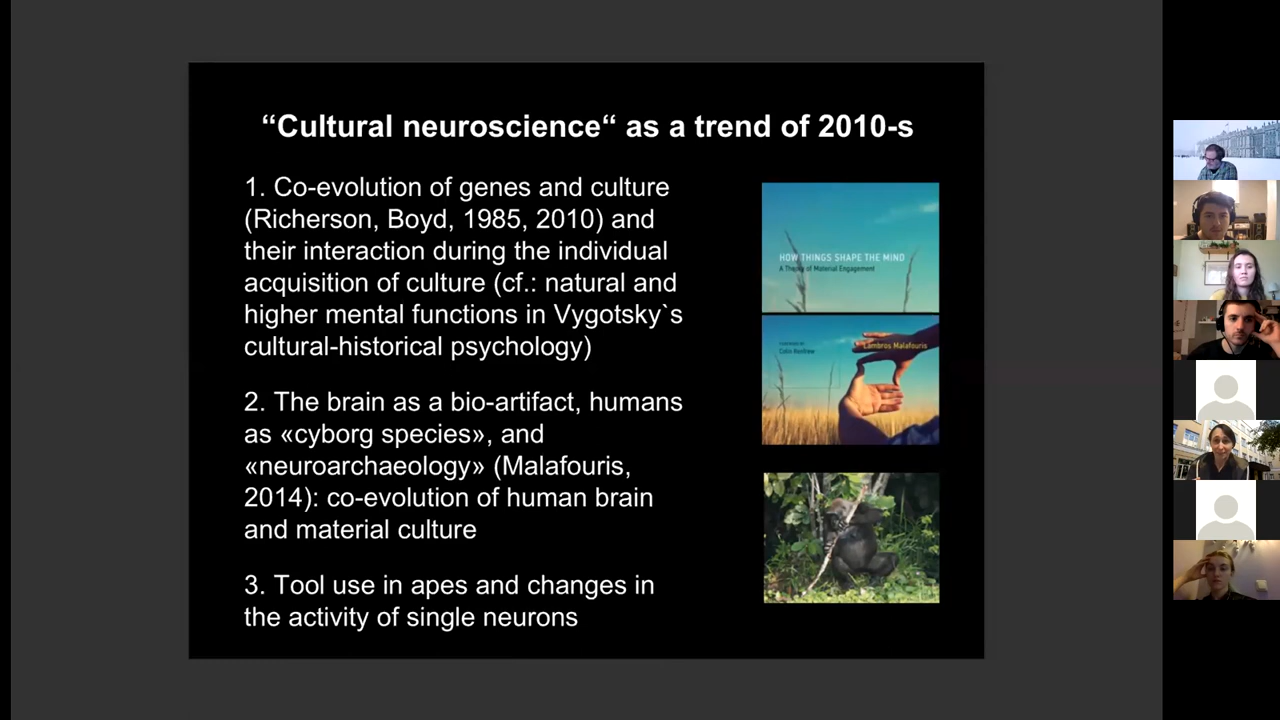 “Cultural neuroscience“ as a trend of 2010-s
1. Co-evolution of genes and culture
(Richerson, Boyd, 1985, 2010) and
their interaction during the individual
acquisition of culture (cf.: natural and
higher mental functions in Vygotsky`s
cultural-historical psychology)
2. The brain as a bio-artifact, humans
as «cyborg species», and
«neuroarchaeology» (Malafouris,
2014): co-evolution of human brain
and material culture
3. Tool use in apes and changes in
the activity of single neurons
HOW THINGS SHAPE THE MIND
A Theory of Material Engagement
FOREWORD BY
Colin Renfrew
Lambros Malafouris